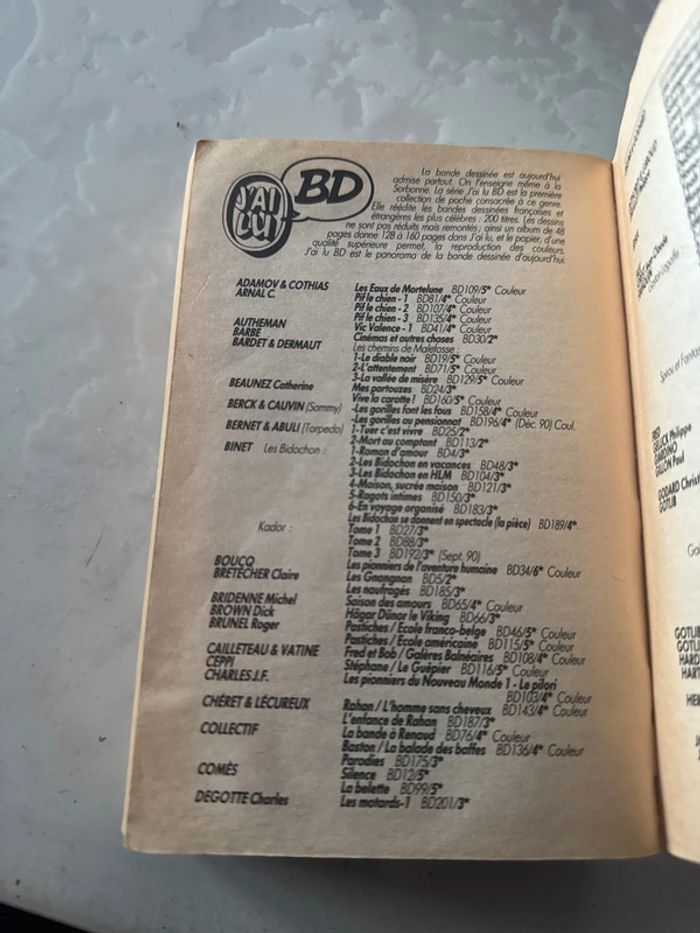 J'AI LU BD
La bande dessinée est aujourd'hui
admise partout. On l'enseigne même à la
Sorbonne. La série J'ai lu BD est la première
collection de poche consacrée à ce genre.
Elle réédite les bandes dessinées françaises et
étrangères les plus célèbres : 200 titres. Les dessins
ne sont pas réduits mais remontés ; ainsi un album de 48
pages donne 128 à 160 pages dans J'ai lu, et le papier, d'une
qualité supérieure permet, la reproduction des couleurs.
J'ai lu BD est le panorama de la bande dessinée d'aujourd'hui
ADAMOV & COTHIAS Les Eaux de Mortelune BD109/5* Couleur
ARNAL C. Pif le chien - 1 BD81/4* Couleur
Pif le chien - 2 BD107/4* Couleur
Pif le chien - 3 BD135/4* Couleur
AUTHEMAN Vic Valence - 1 BD41/4* Couleur
BARBE Cinémas et autres choses BD30/2*
BARDET & DERMAUT Les chemins de Malefosse :
1-Le diable noir BD19/5* Couleur
2-L'attentement BD71/5* Couleur
3-La vallée de misère BD129/5* Couleur
BEAUNEZ Catherine Mes partouzes BD24/3*
Vive la carotte ! BD160/5* Couleur
BERCK & CAUVIN (Sammy) -Les gorilles font les fous BD158/4* Couleur
-Les gorilles au pensionnat BD196/4* (Déc. 90) Coul.
BERNET & ABULI (Torpedo) 1-Tuer c'est vivre BD25/2*
2-Mort au comptant BD113/2*
BINET Les Bidochon : 1-Roman d'amour BD4/3*
2-Les Bidochon en vacances BD48/3*
3-Les Bidochon en HLM BD104/3*
4-Maison, sucrée maison BD121/3*
5-Ragots intimes BD150/3*
6-En voyage organisé BD183/3*
Les Bidochon se donnent en spectacle (la pièce) BD189/4*
Kador : Tome 1 BD27/3*
Tome 2 BD88/3*
Tome 3 BD192/3* (Sept. 90)
BOUCQ Les pionniers de l'aventure humaine BD34/6* Couleur
BRETÉCHER Claire Les Gnangnan BD5/2*
Les naufragés BD185/3*
BRIDENNE Michel Saison des amours BD65/4* Couleur
BROWN Dick Hägar Dünor le Viking BD66/3*
BRUNEL Roger Pastiches / Ecole franco-belge BD46/5* Couleur
Pastiches / Ecole américaine BD115/5* Couleur
CAILLETEAU & VATINE Fred et Bob / Galères Balnéaires BD108/4* Couleur
CEPPI Stéphane / Le Guêpier BD116/5* Couleur
CHARLES J.F. Les pionniers du Nouveau Monde 1 - Le pilori
BD103/4* Couleur
CHÉRET & LÉCUREUX Rahan / L'homme sans cheveux BD143/4* Couleur
L'enfance de Rahan BD187/3*
COLLECTIF La bande à Renaud BD76/4* Couleur
Baston / La balade des baffes BD136/4* Couleur
Parodies BD175/3*
COMÈS Silence BD12/5*
La belette BD99/5*
DEGOTTE Charles Les motards-1 BD201/3*
FRED
GELUCK Philippe
GIARDINO
GILLON Paul
GODARD Christ
GOTLIB